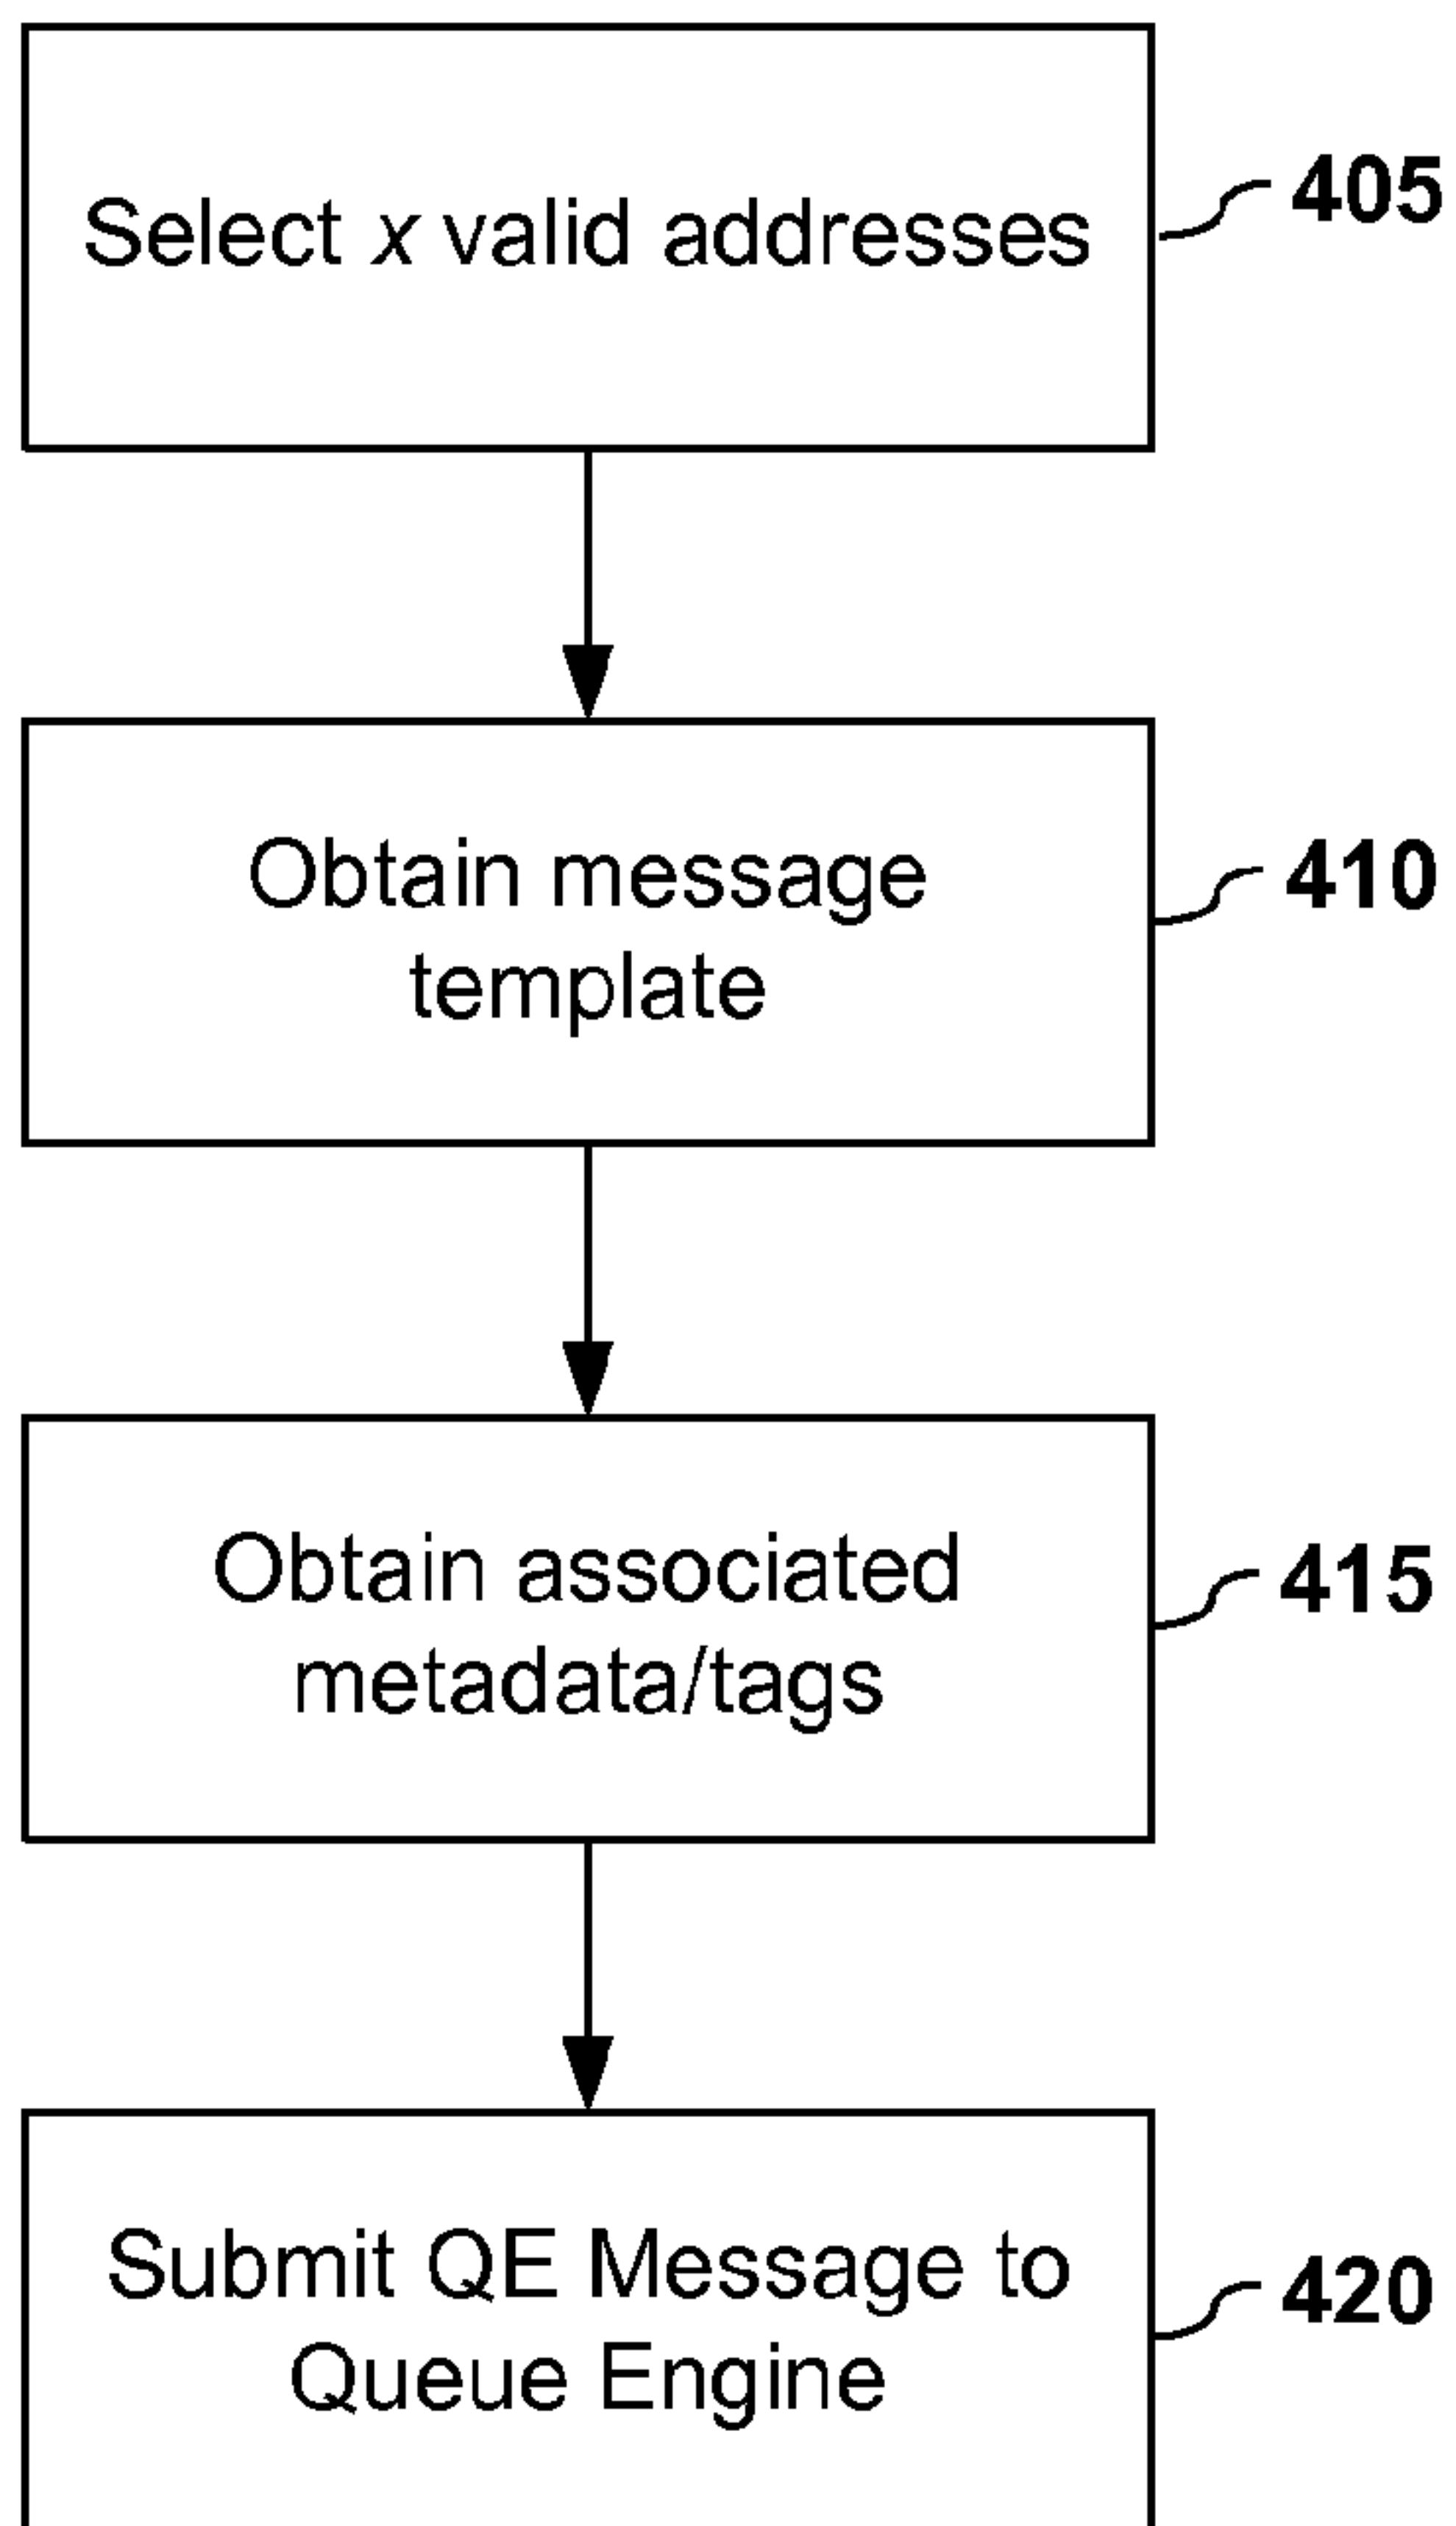 Select x valid addresses
405
Obtain message
template
410
Obtain associated
metadata/tags
415
Submit QE Message to
Queue Engine
420